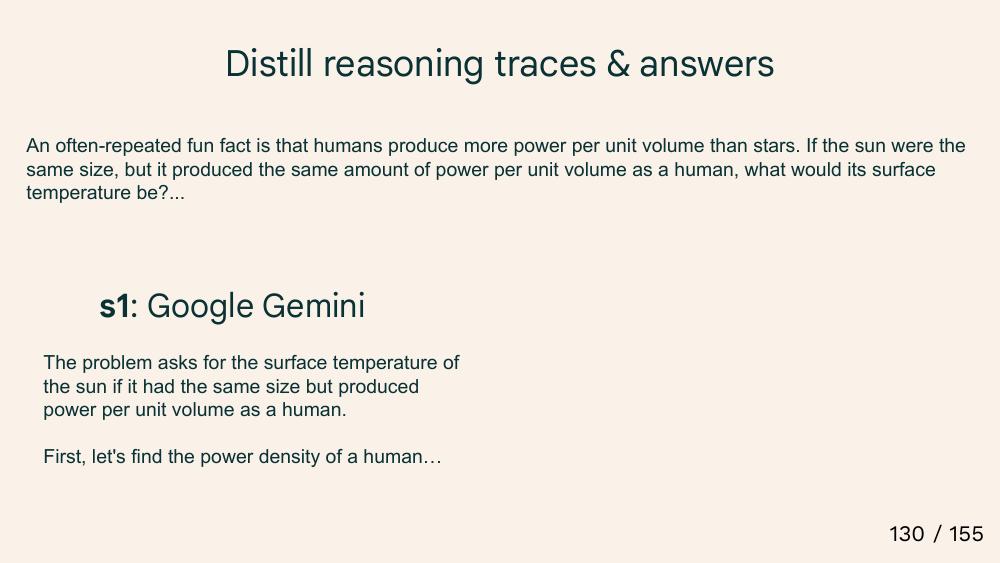 Distill reasoning traces & answers
An often-repeated fun fact is that humans produce more power per unit volume than stars. If the sun were the
same size, but it produced the same amount of power per unit volume as a human, what would its surface
temperature be?...
s1: Google Gemini
The problem asks for the surface temperature of
the sun if it had the same size but produced
power per unit volume as a human.
First, let's find the power density of a human…
130 / 155